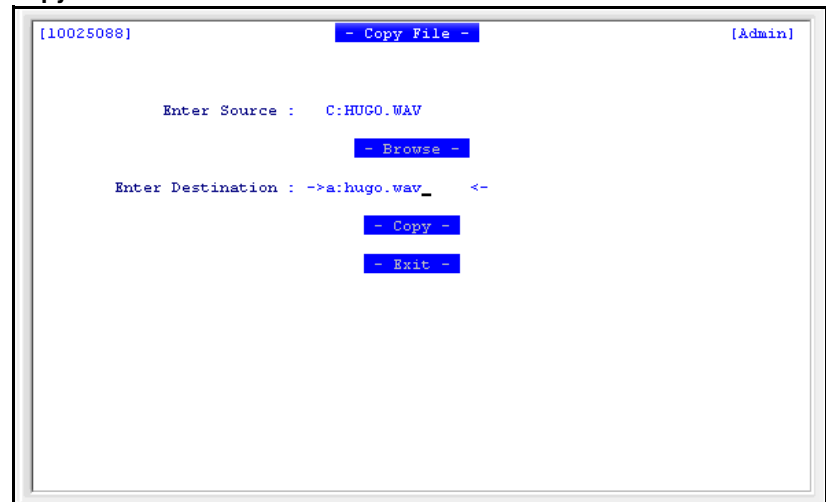 [10025088] - Copy File - [Admin]
Enter Source : C:HUGO.WAV
- Browse -
Enter Destination : ->a:hugo.wav_ <-
- Copy -
- Exit -